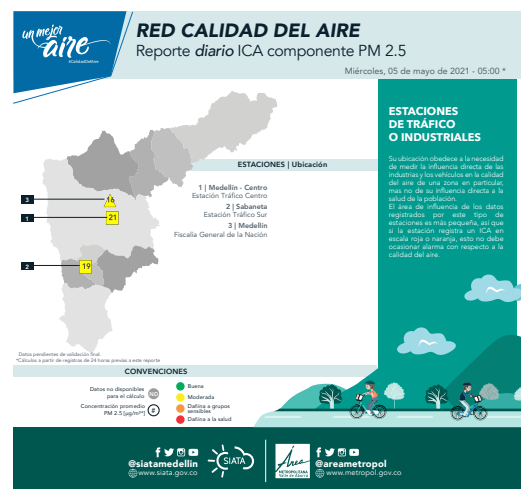 un mejor
aire
#CalidadDelAire
RED CALIDAD DEL AIRE
Reporte diario ICA componente PM 2.5
Miércoles, 05 de mayo de 2021 - 05:00 *
ESTACIONES | Ubicación
1 | Medellín - Centro
Estación Tráfico Centro
2 | Sabaneta
Estación Tráfico Sur
3 | Medellín
Fiscalía General de la Nación
3
16
1
21
2
19
ESTACIONES
DE TRÁFICO
O INDUSTRIALES
Su ubicación obedece a la necesidad
de medir la influencia directa de las
industrias y los vehículos en la calidad
del aire de una zona en particular,
mas no de su influencia directa a la
salud de la población.
El área de influencia de los datos
registrados por este tipo de
estaciones es más pequeña, así que
si la estación registra un ICA en
escala roja o naranja, esto no debe
ocasionar alarma con respecto a la
calidad del aire.
Datos pendientes de validación final.
*Cálculos a partir de registros de 24 horas previas a este reporte
CONVENCIONES
Datos no disponibles
para el cálculo
ND
Concentración promedio
PM 2.5 (µg/m³*)
#
Buena
Moderada
Dañina a grupos
sensibles
Dañina a la salud
@siatamedellin
www.siata.gov.co
SIATA
Área
METROPOLITANA
Valle de Aburrá
@areametropol
www.metropol.gov.co